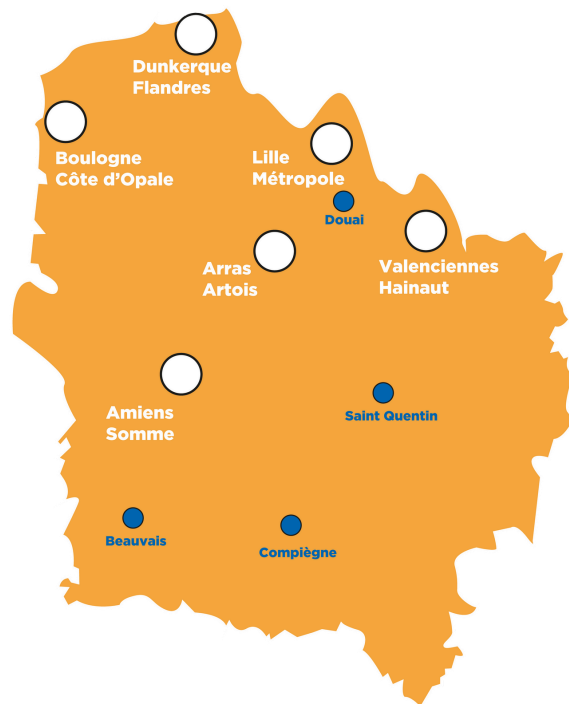 Dunkerque
Flandres
Boulogne
Côte d'Opale
Lille
Métropole
Douai
Arras
Artois
Valenciennes
Hainaut
Amiens
Somme
Saint Quentin
Beauvais
Compiègne